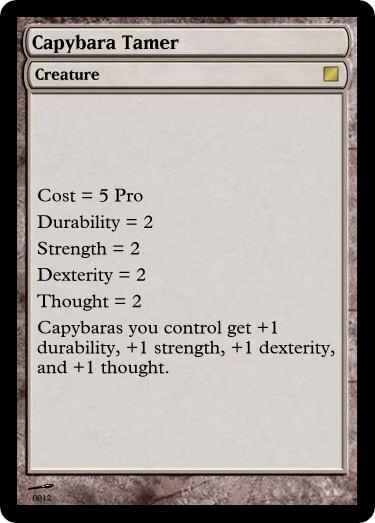 Capybara Tamer
Creature
Cost = 5 Pro
Durability = 2
Strength = 2
Dexterity = 2
Thought = 2
Capybaras you control get +1
durability, +1 strength, +1 dexterity,
and +1 thought.
0012